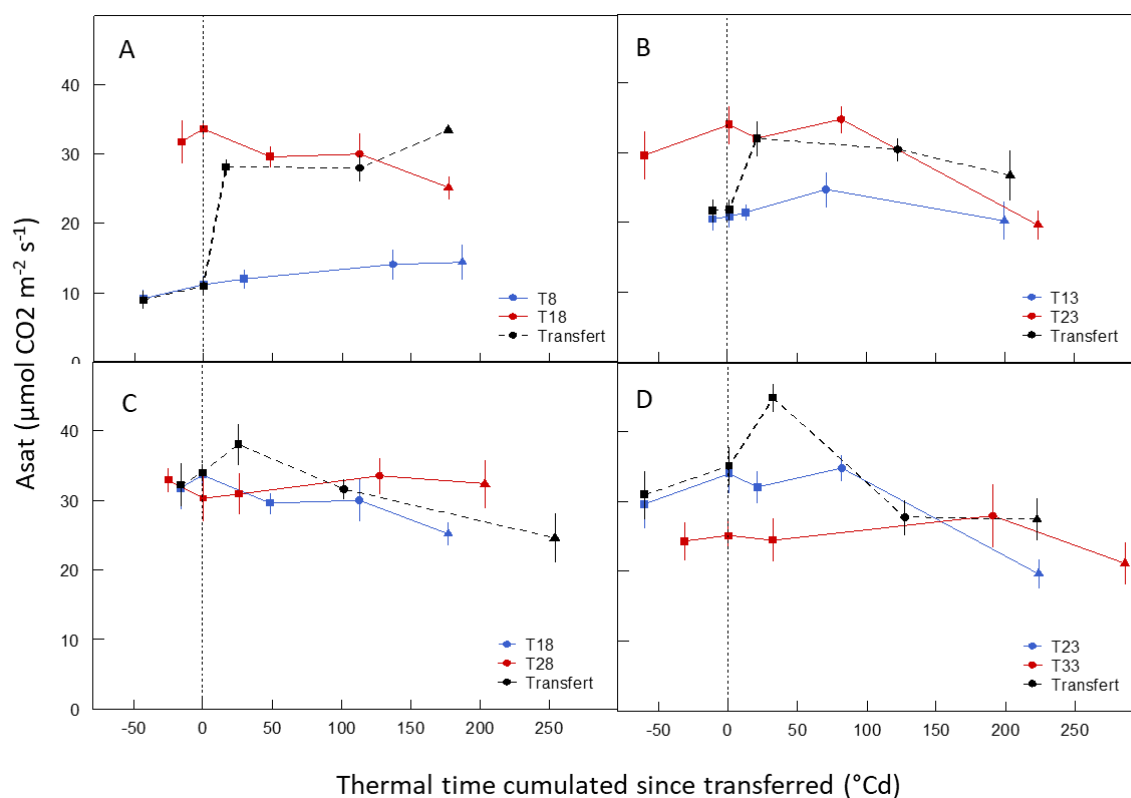 A
40
30
20
10
0
T8
T18
Transfert
B
T13
T23
Transfert
C
40
30
20
10
0
T18
T28
Transfert
-50 0 50 100 150 200 250
D
T23
T33
Transfert
-50 0 50 100 150 200 250
Asat (µmol CO2 m⁻² s⁻¹)
Thermal time cumulated since transferred (°Cd)